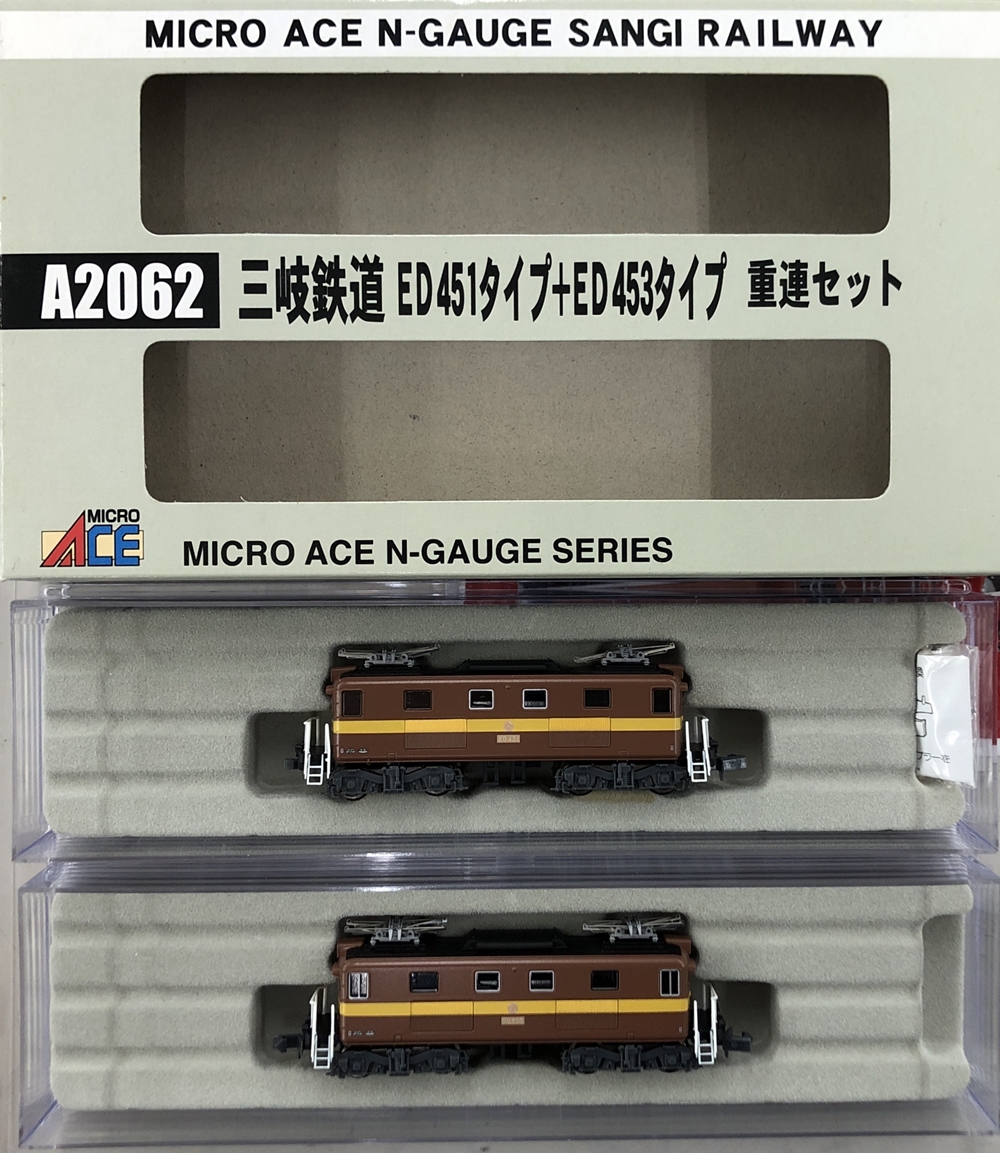 MICRO ACE N-GAUGE SANGI RAILWAY
A2062 三岐鉄道 ED451タイプ+ED453タイプ 重連セット
MICRO ACE
MICRO ACE N-GAUGE SERIES